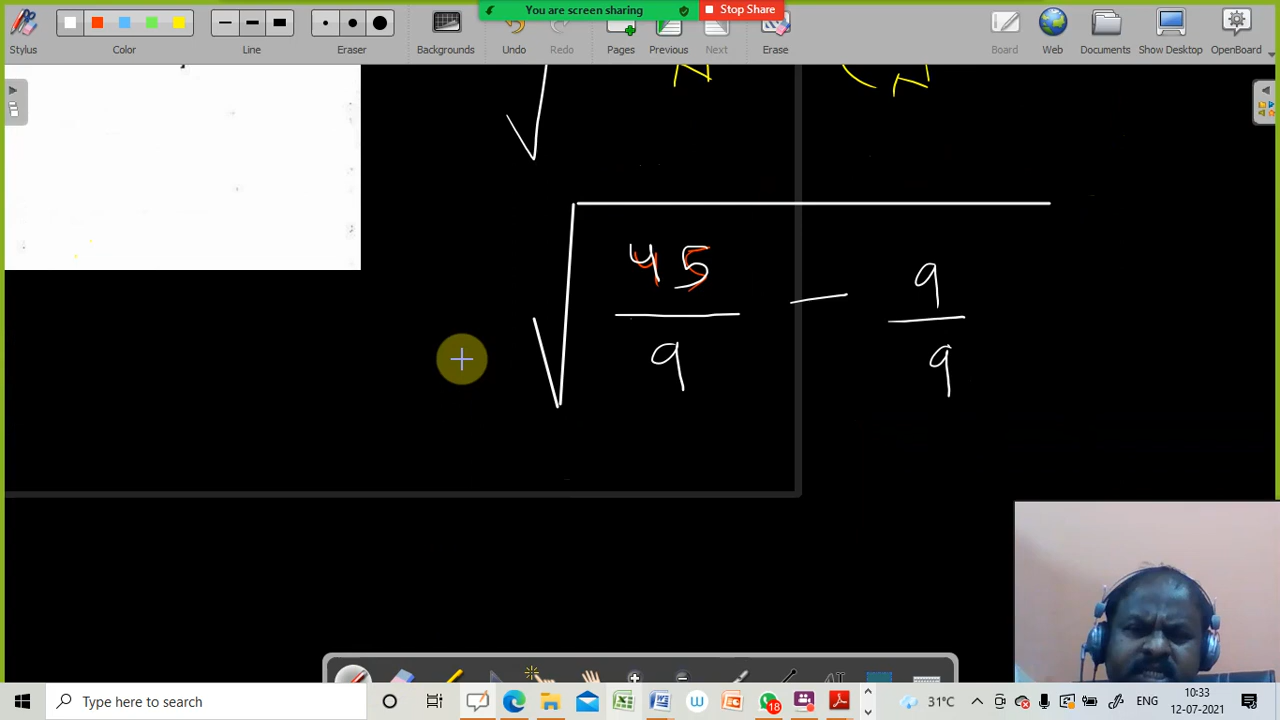 You are screen sharing Stop Share
Stylus Color Line Eraser Backgrounds Undo Redo Pages Previous Next Erase Board Web Documents Show Desktop OpenBoard
N (N
√ 45/9 — 9/9
Type here to search 18 31°C ENG 10:33
12-07-2021